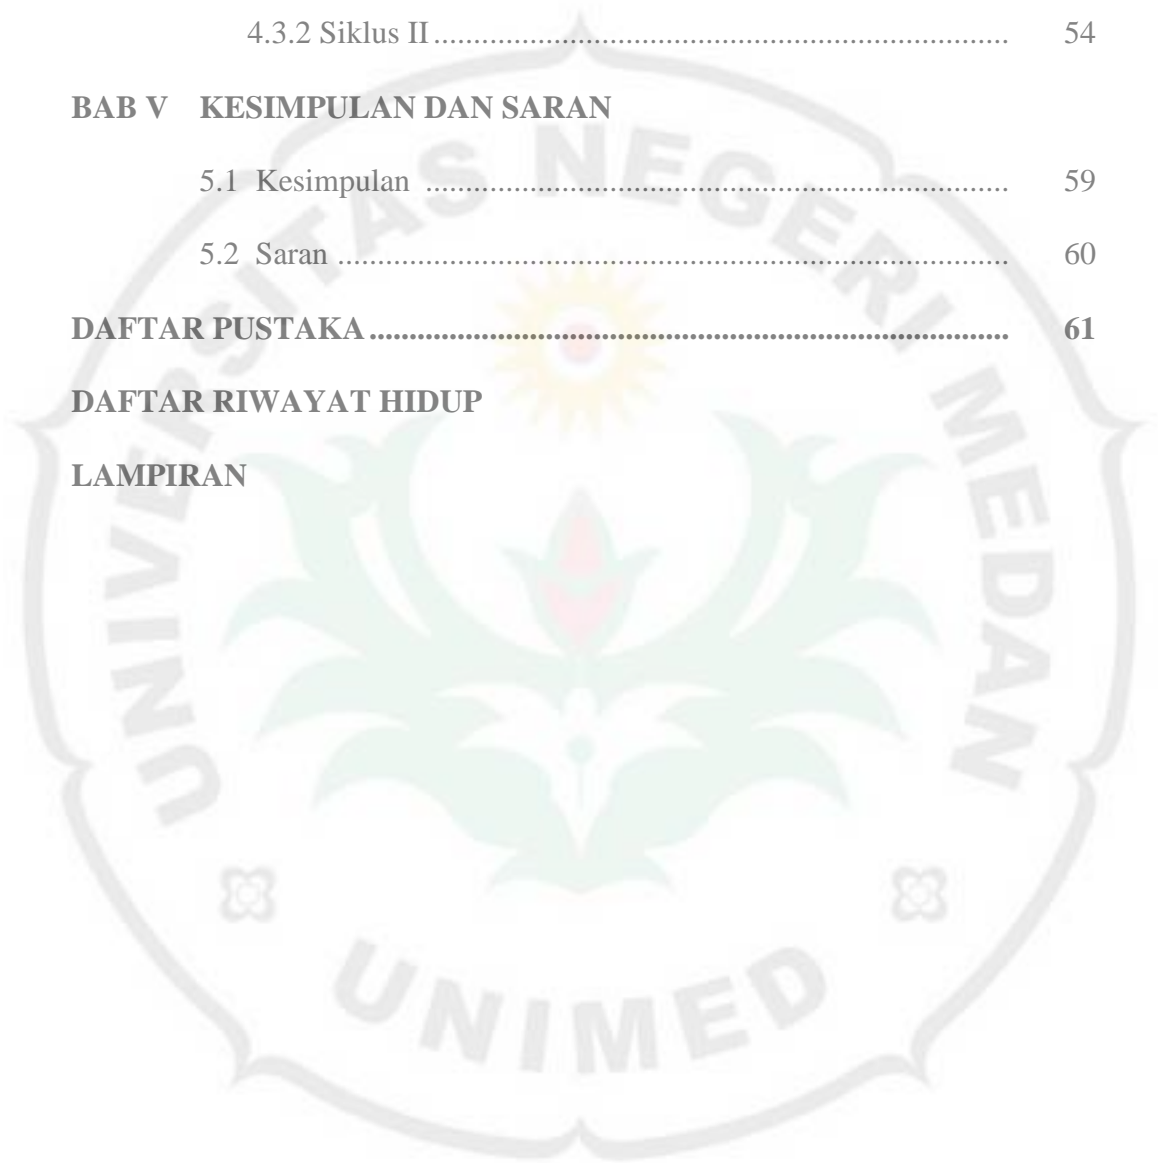 4.3.2 Siklus II ........................................................................ 54
BAB V KESIMPULAN DAN SARAN
5.1 Kesimpulan ........................................................................ 59
5.2 Saran ................................................................................... 60
DAFTAR PUSTAKA ................................................................................ 61
DAFTAR RIWAYAT HIDUP
LAMPIRAN
UNIVERSITAS NEGERI MEDAN
UNIMED